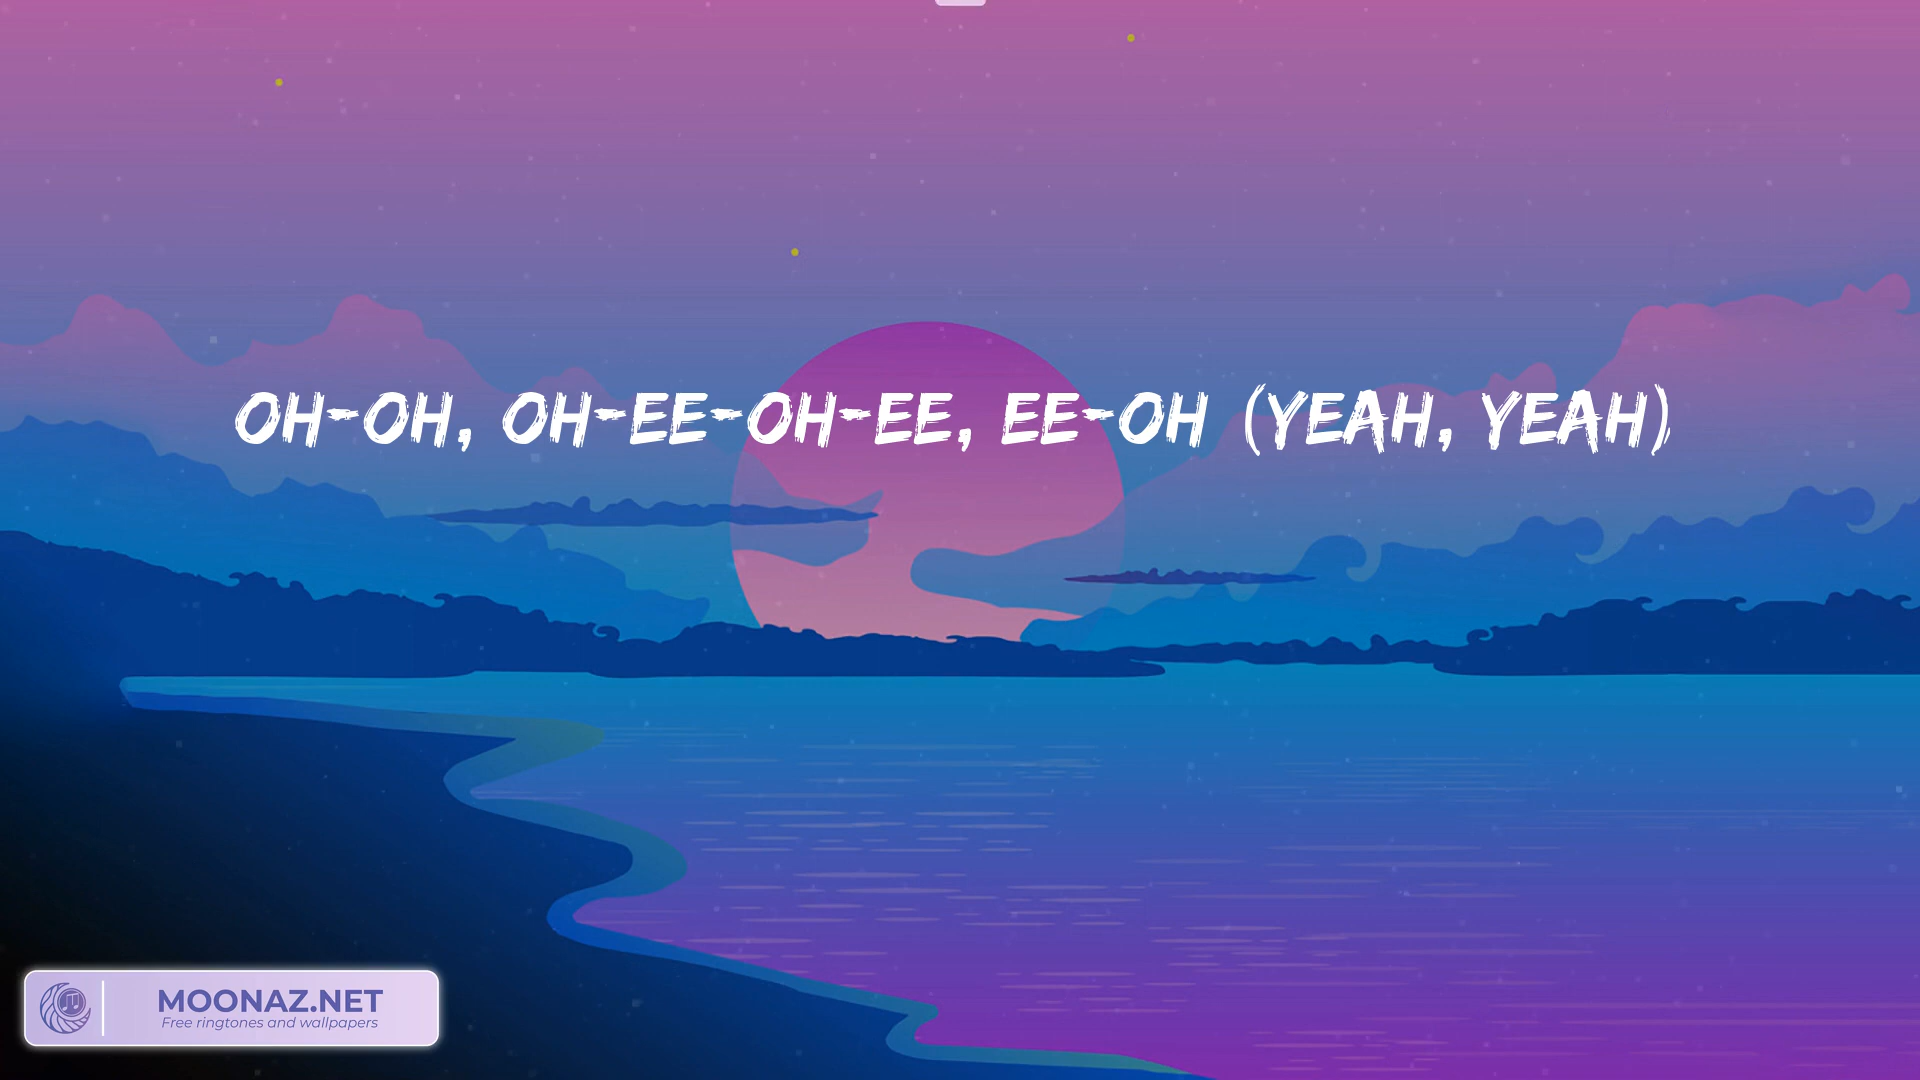 OH-OH, OH-EE-OH-EE, EE-OH (YEAH, YEAH)
MOONAZ.NET
Free ringtones and wallpapers